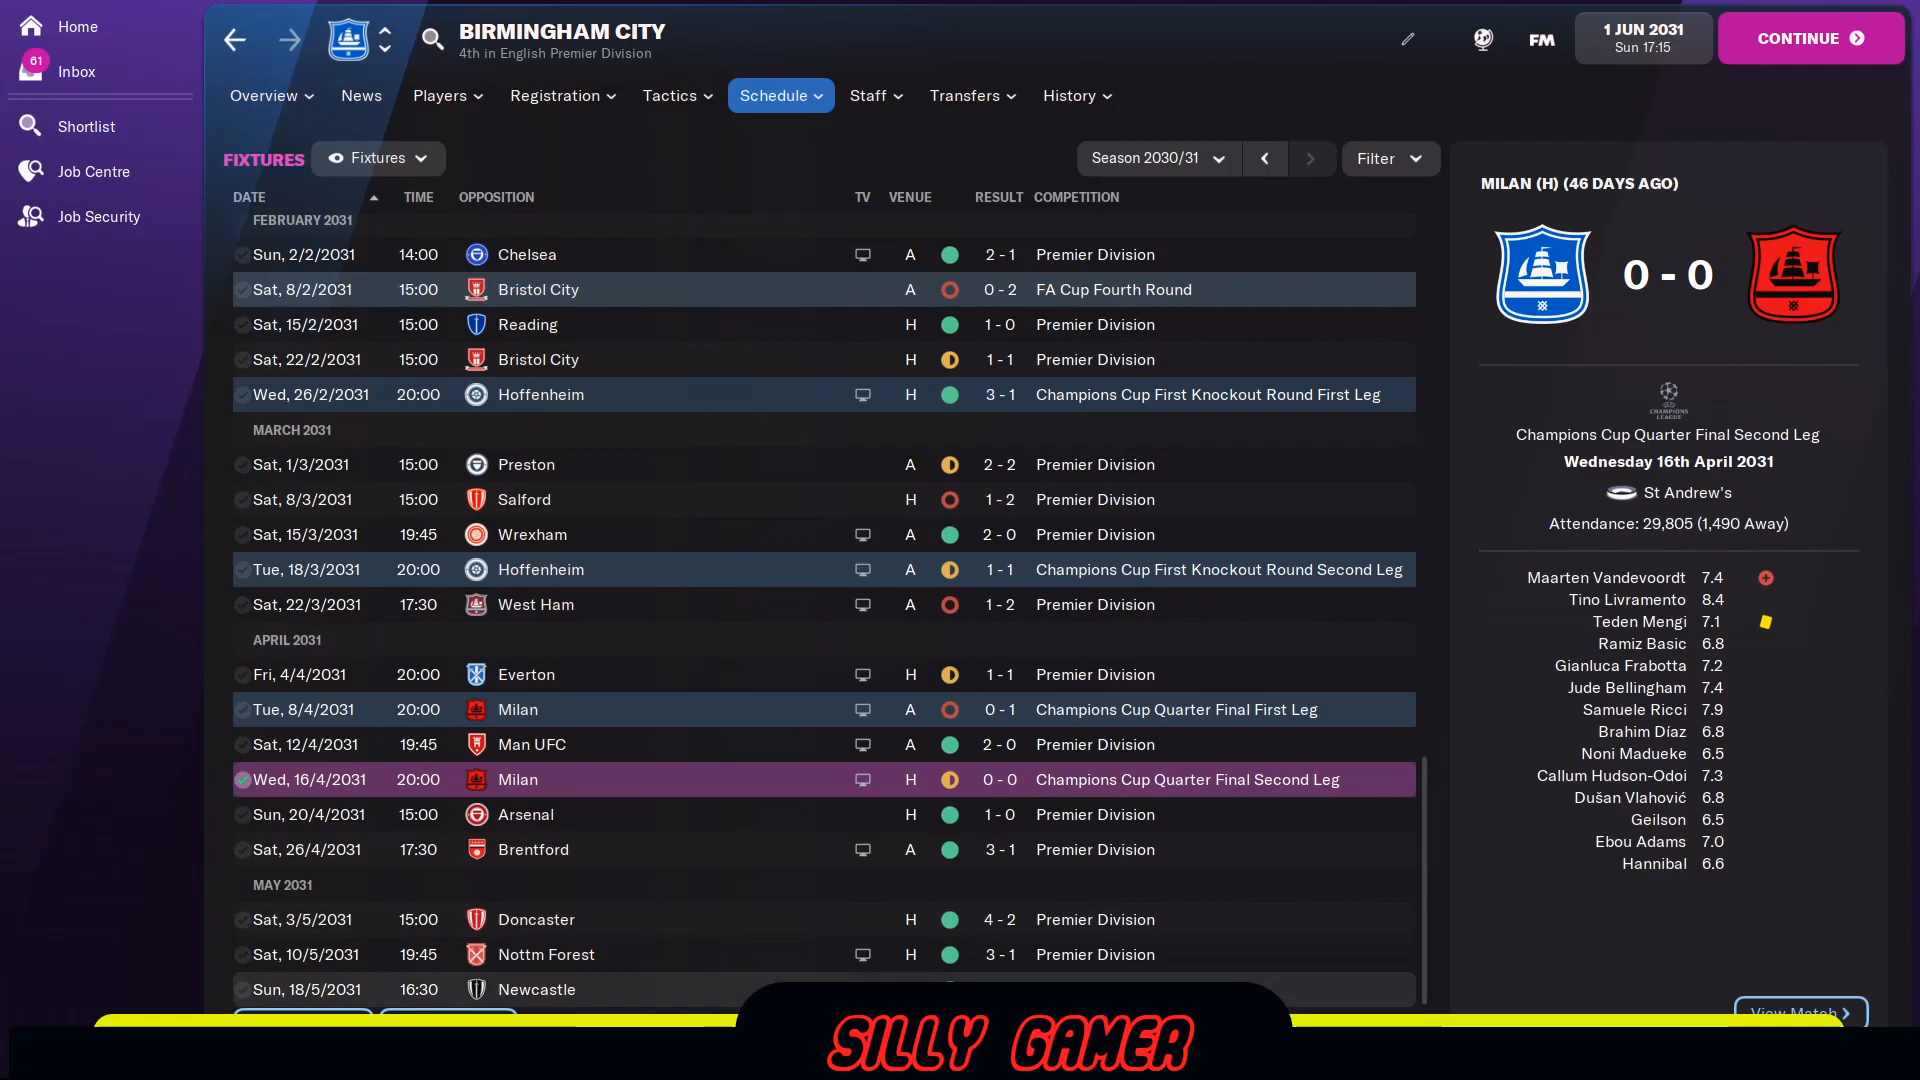 Home
61
Inbox
Shortlist
Job Centre
Job Security
BIRMINGHAM CITY
4th in English Premier Division
FM
1 JUN 2031
Sun 17:15
CONTINUE
Overview News Players Registration Tactics Schedule Staff Transfers History
FIXTURES Fixtures Season 2030/31 Filter
DATE TIME OPPOSITION TV VENUE RESULT COMPETITION
FEBRUARY 2031
Sun, 2/2/2031 14:00 Chelsea A 2 - 1 Premier Division
Sat, 8/2/2031 15:00 Bristol City A 0 - 2 FA Cup Fourth Round
Sat, 15/2/2031 15:00 Reading H 1 - 0 Premier Division
Sat, 22/2/2031 15:00 Bristol City H 1 - 1 Premier Division
Wed, 26/2/2031 20:00 Hoffenheim H 3 - 1 Champions Cup First Knockout Round First Leg
MARCH 2031
Sat, 1/3/2031 15:00 Preston A 2 - 2 Premier Division
Sat, 8/3/2031 15:00 Salford H 1 - 2 Premier Division
Sat, 15/3/2031 19:45 Wrexham A 2 - 0 Premier Division
Tue, 18/3/2031 20:00 Hoffenheim A 1 - 1 Champions Cup First Knockout Round Second Leg
Sat, 22/3/2031 17:30 West Ham A 1 - 2 Premier Division
APRIL 2031
Fri, 4/4/2031 20:00 Everton H 1 - 1 Premier Division
Tue, 8/4/2031 20:00 Milan A 0 - 1 Champions Cup Quarter Final First Leg
Sat, 12/4/2031 19:45 Man UFC A 2 - 0 Premier Division
Wed, 16/4/2031 20:00 Milan H 0 - 0 Champions Cup Quarter Final Second Leg
Sun, 20/4/2031 15:00 Arsenal H 1 - 0 Premier Division
Sat, 26/4/2031 17:30 Brentford A 3 - 1 Premier Division
MAY 2031
Sat, 3/5/2031 15:00 Doncaster H 4 - 2 Premier Division
Sat, 10/5/2031 19:45 Nottm Forest H 3 - 1 Premier Division
Sun, 18/5/2031 16:30 Newcastle
MILAN (H) (46 DAYS AGO)
0 - 0
CHAMPIONS
LEAGUE
Champions Cup Quarter Final Second Leg
Wednesday 16th April 2031
St Andrew's
Attendance: 29,805 (1,490 Away)
Maarten Vandevoordt 7.4
Tino Livramento 8.4
Teden Mengi 7.1
Ramiz Basic 6.8
Gianluca Frabotta 7.2
Jude Bellingham 7.4
Samuele Ricci 7.9
Brahim Díaz 6.8
Noni Madueke 6.5
Callum Hudson-Odoi 7.3
Dušan Vlahović 6.8
Geilson 6.5
Ebou Adams 7.0
Hannibal 6.6
View Match
SILLY GAMER